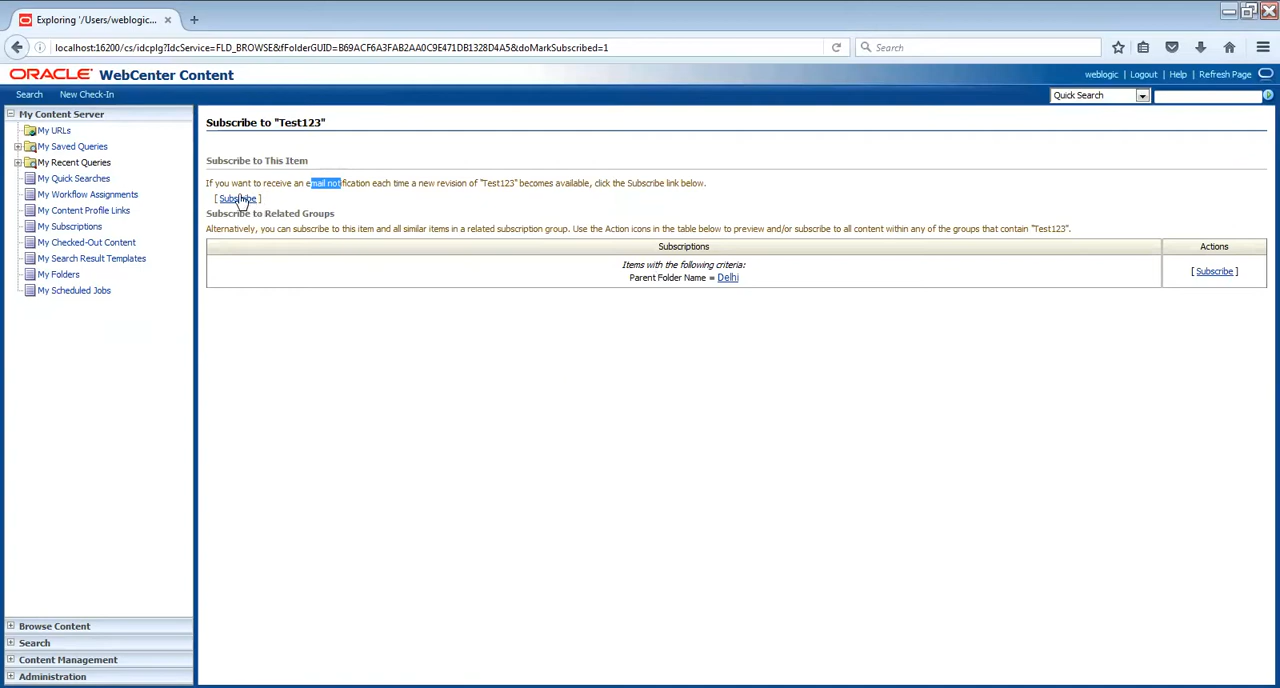 Exploring '/Users/weblogic...
localhost:16200/cs/idcplg?IdcService=FLD_BROWSE&fFolderGUID=B69ACF6A3FAB2AA0C9E471DB1328D4A5&doMarkSubscribed=1
Search
ORACLE WebCenter Content
weblogic | Logout | Help | Refresh Page
Search New Check-In
Quick Search
My Content Server
My URLs
My Saved Queries
My Recent Queries
My Quick Searches
My Workflow Assignments
My Content Profile Links
My Subscriptions
My Checked-Out Content
My Search Result Templates
My Folders
My Scheduled Jobs
Browse Content
Search
Content Management
Administration
Subscribe to "Test123"
Subscribe to This Item
If you want to receive an email notification each time a new revision of "Test123" becomes available, click the Subscribe link below.
[ Subscribe ]
Subscribe to Related Groups
Alternatively, you can subscribe to this item and all similar items in a related subscription group. Use the Action icons in the table below to preview and/or subscribe to all content within any of the groups that contain "Test123".
Subscriptions Actions
Items with the following criteria:
Parent Folder Name = Delhi
[ Subscribe ]